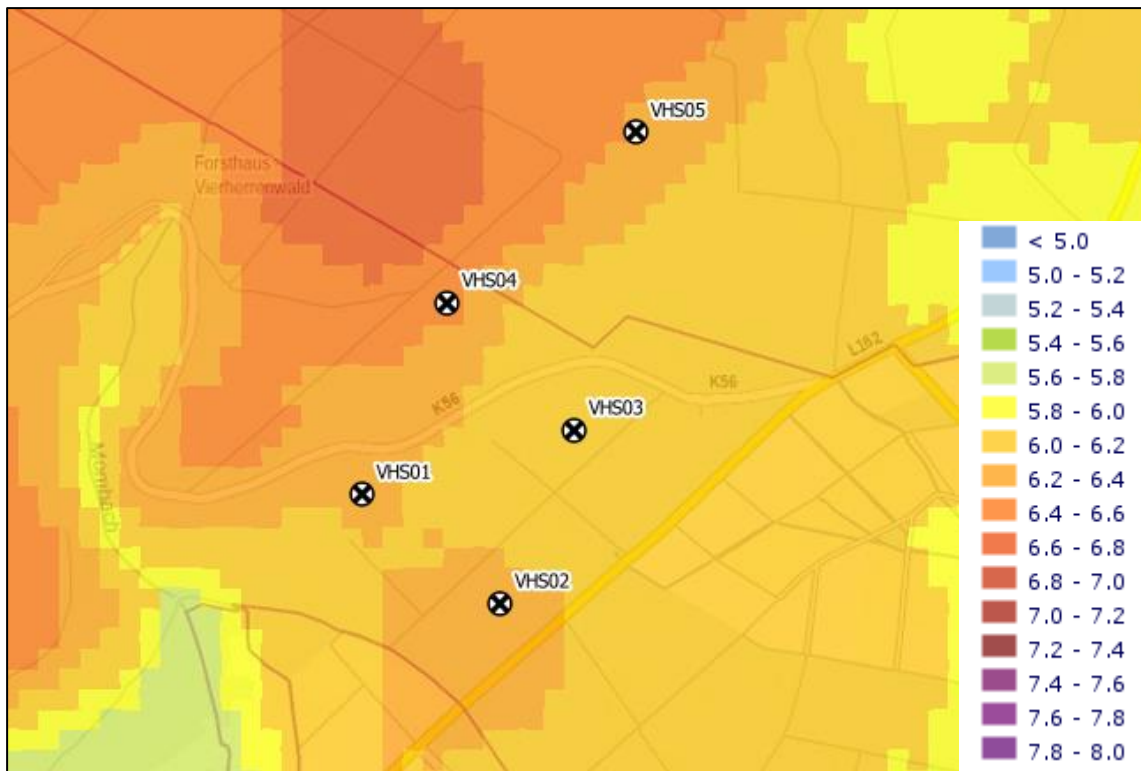 VHS05
Forsthaus
Vierherrenwald
VHS04
L182
K56
K56
VHS03
VHS01
VHS02
< 5.0
5.0 - 5.2
5.2 - 5.4
5.4 - 5.6
5.6 - 5.8
5.8 - 6.0
6.0 - 6.2
6.2 - 6.4
6.4 - 6.6
6.6 - 6.8
6.8 - 7.0
7.0 - 7.2
7.2 - 7.4
7.4 - 7.6
7.6 - 7.8
7.8 - 8.0